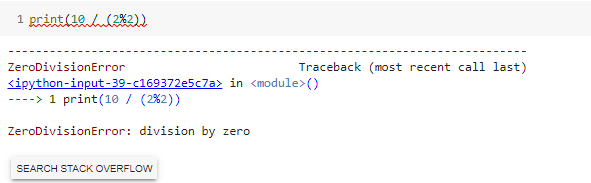 1 print(10 / (2%2))
---------------------------------------------------------------------------
ZeroDivisionError                         Traceback (most recent call last)
<ipython-input-39-c169372e5c7a> in <module>()
----> 1 print(10 / (2%2))
ZeroDivisionError: division by zero
SEARCH STACK OVERFLOW